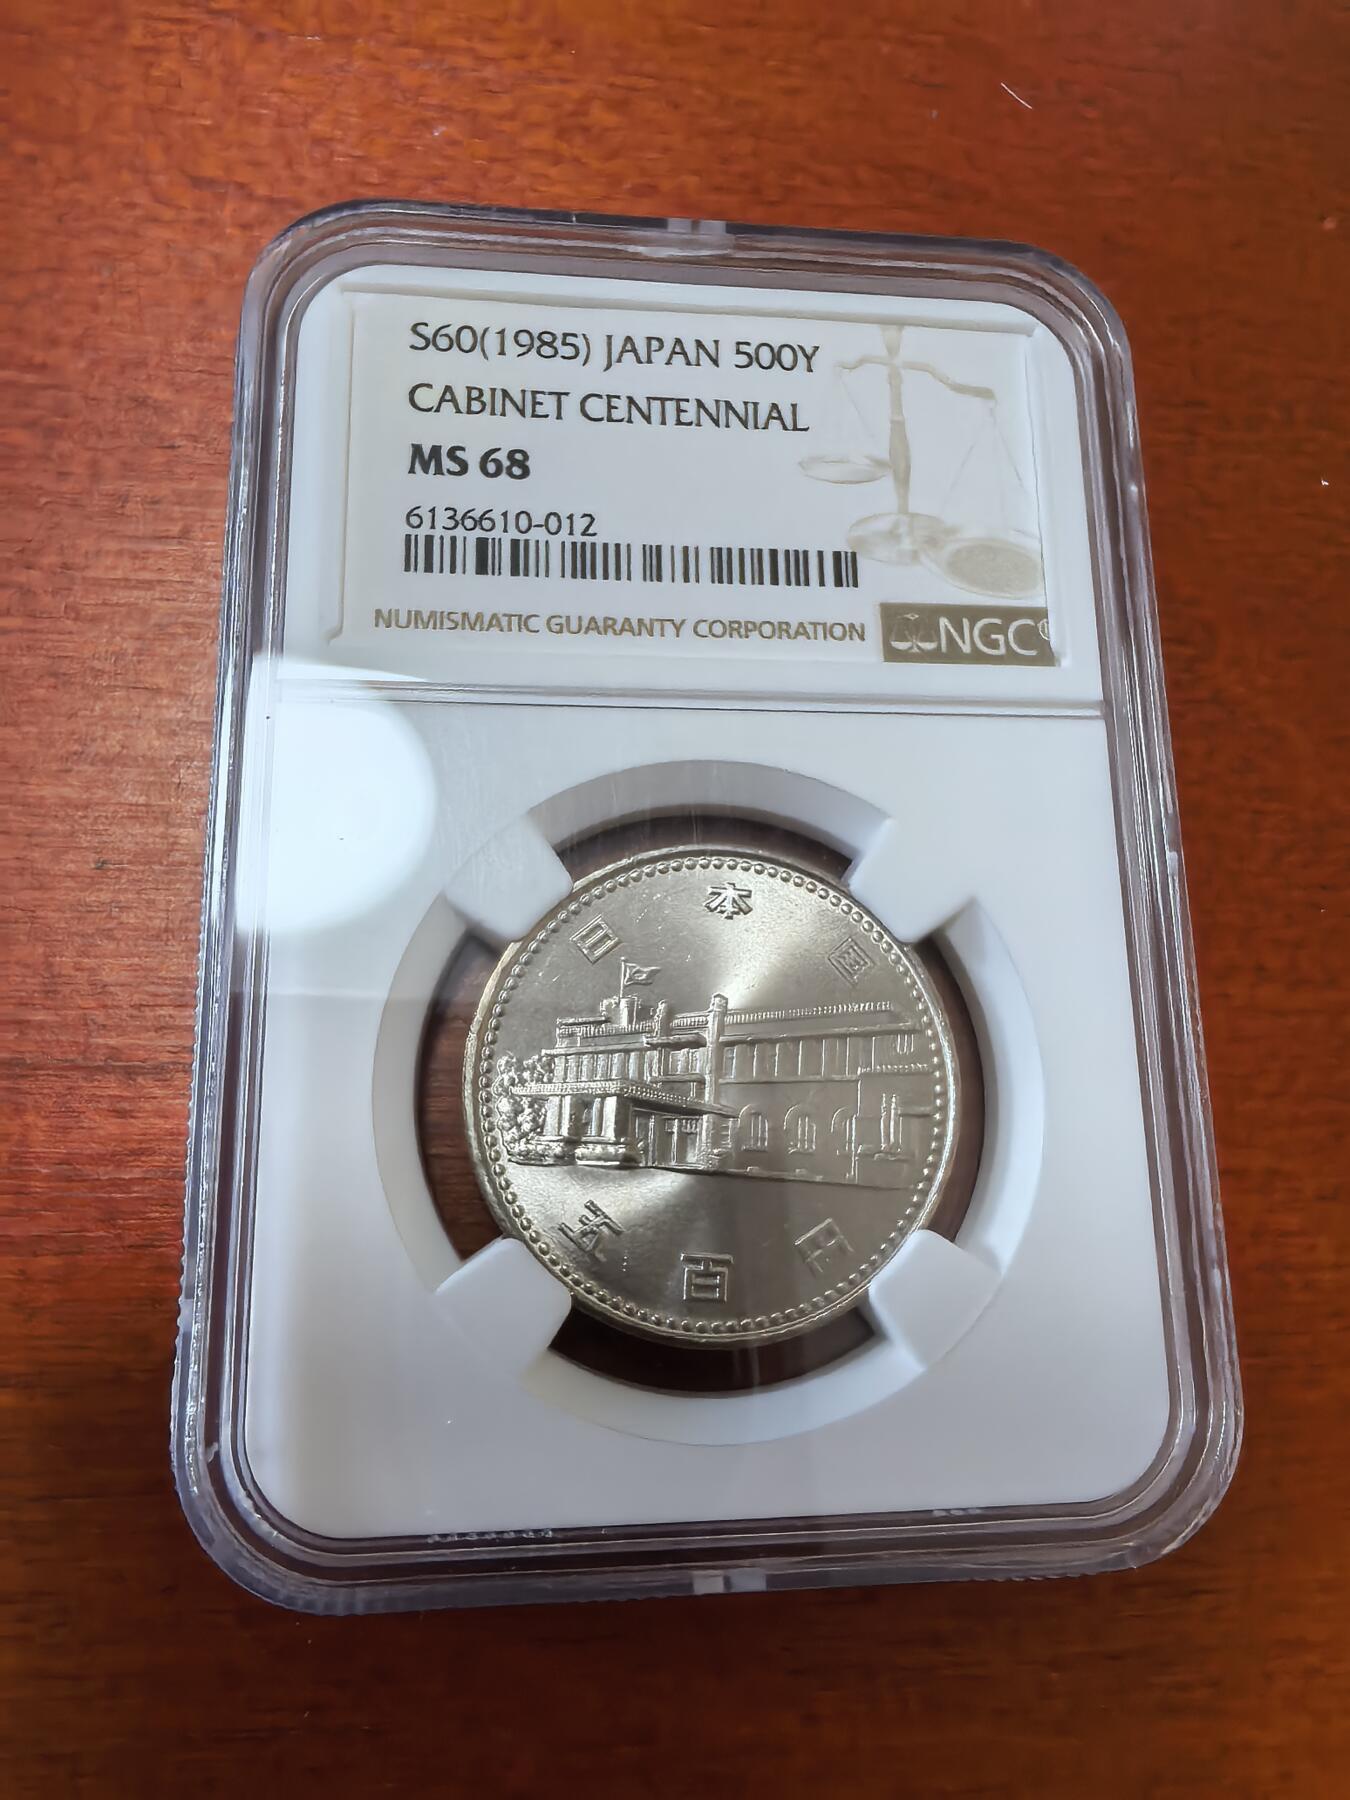 S60(1985) JAPAN 500Y
CABINET CENTENNIAL
MS 68
6136610-012
NUMISMATIC GUARANTY CORPORATION NGC
日本国
五百円